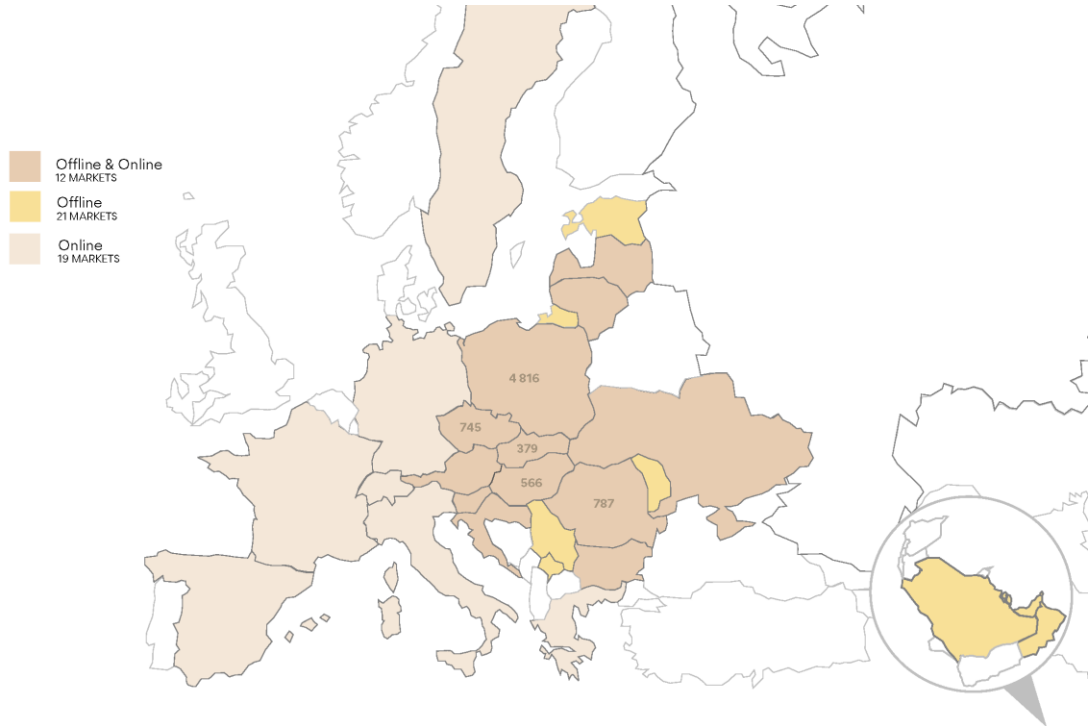 Offline & Online
12 MARKETS
Offline
21 MARKETS
Online
19 MARKETS
4 816
745
379
566
787